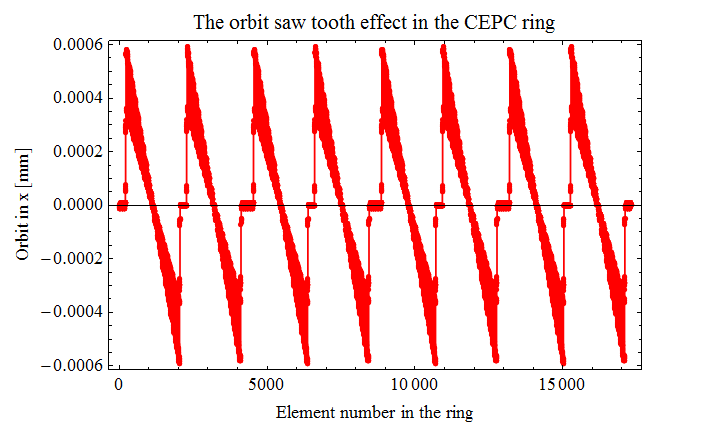 The orbit saw tooth effect in the CEPC ring
0.0006
0.0004
0.0002
0.0000
−0.0002
−0.0004
−0.0006
Orbit in x [mm]
0 5000 10 000 15 000
Element number in the ring